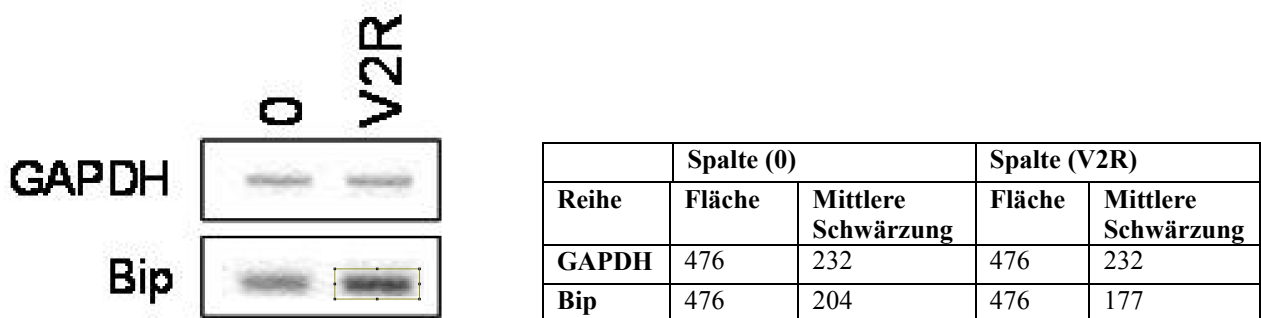 0 V2R
GAPDH
Bip
Spalte (0) Spalte (V2R)
Reihe Fläche Mittlere Schwärzung Fläche Mittlere Schwärzung
GAPDH 476 232 476 232
Bip 476 204 476 177